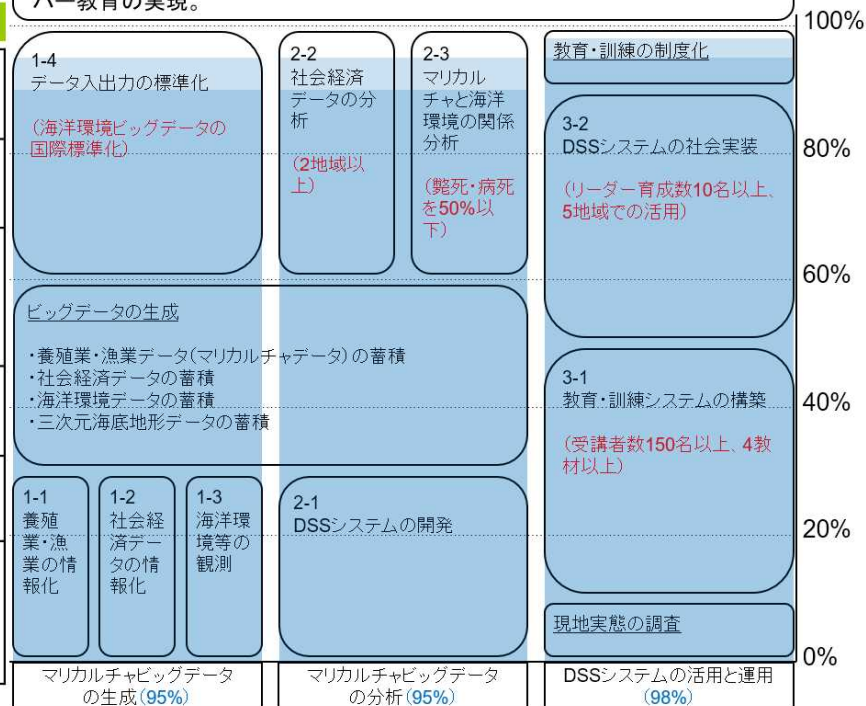 バー教育の実現。
100%
80%
60%
40%
20%
0%
1-4
データ入出力の標準化
(海洋環境ビッグデータの
国際標準化)
2-2
社会経済
データの分
析
(2地域以
上)
2-3
マリカル
チャと海洋
環境の関係
分析
(斃死・病死
を50%以
下)
教育・訓練の制度化
3-2
DSSシステムの社会実装
(リーダー育成数10名以上、
5地域での活用)
ビッグデータの生成
・養殖業・漁業データ(マリカルチャデータ)の蓄積
・社会経済データの蓄積
・海洋環境データの蓄積
・三次元海底地形データの蓄積
3-1
教育・訓練システムの構築
(受講者数150名以上、4教
材以上)
1-1
養殖
業・漁
業の情
報化
1-2
社会経
済デー
タの情
報化
1-3
海洋環
境等の
観測
2-1
DSSシステムの開発
現地実態の調査
マリカルチャビッグデータ
の生成(95%)
マリカルチャビッグデータ
の分析(95%)
DSSシステムの活用と運用
(98%)